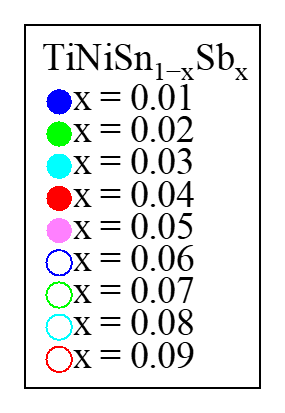 TiNiSn₁₋ₓSbₓ
x = 0.01
x = 0.02
x = 0.03
x = 0.04
x = 0.05
x = 0.06
x = 0.07
x = 0.08
x = 0.09